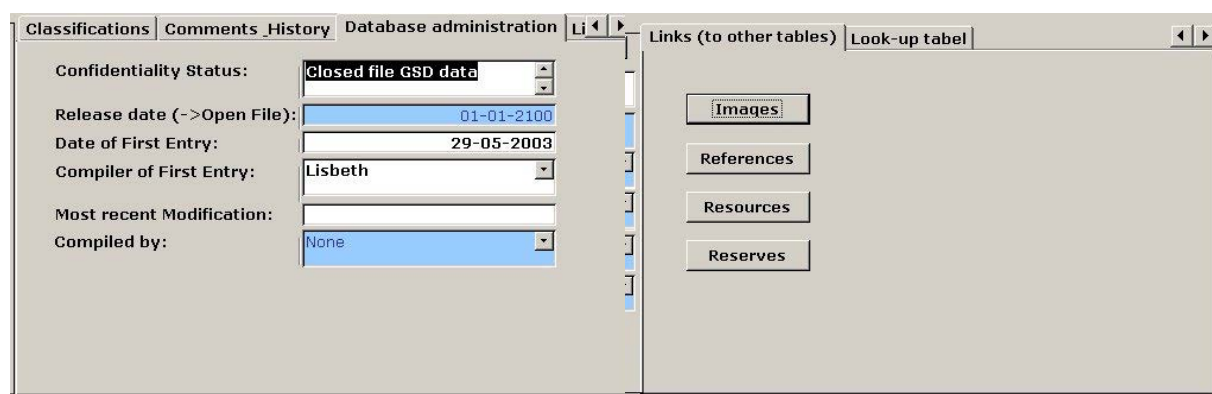 Classifications Comments _History Database administration Li
Confidentiality Status: Closed file GSD data
Release date (->Open File): 01-01-2100
Date of First Entry: 29-05-2003
Compiler of First Entry: Lisbeth
Most recent Modification:
Compiled by: None
Links (to other tables) Look-up tabel
Images
References
Resources
Reserves